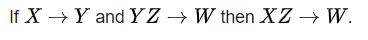 If X → Y and YZ → W then XZ → W.